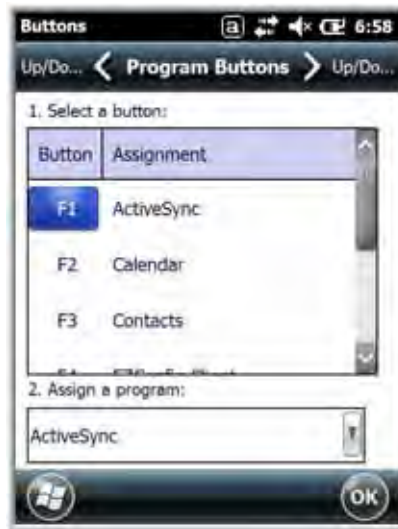 Buttons a 6:58
Up/Do... Program Buttons Up/Do...
1. Select a button:
Button Assignment
F1 ActiveSync
F2 Calendar
F3 Contacts
2. Assign a program:
ActiveSync
OK